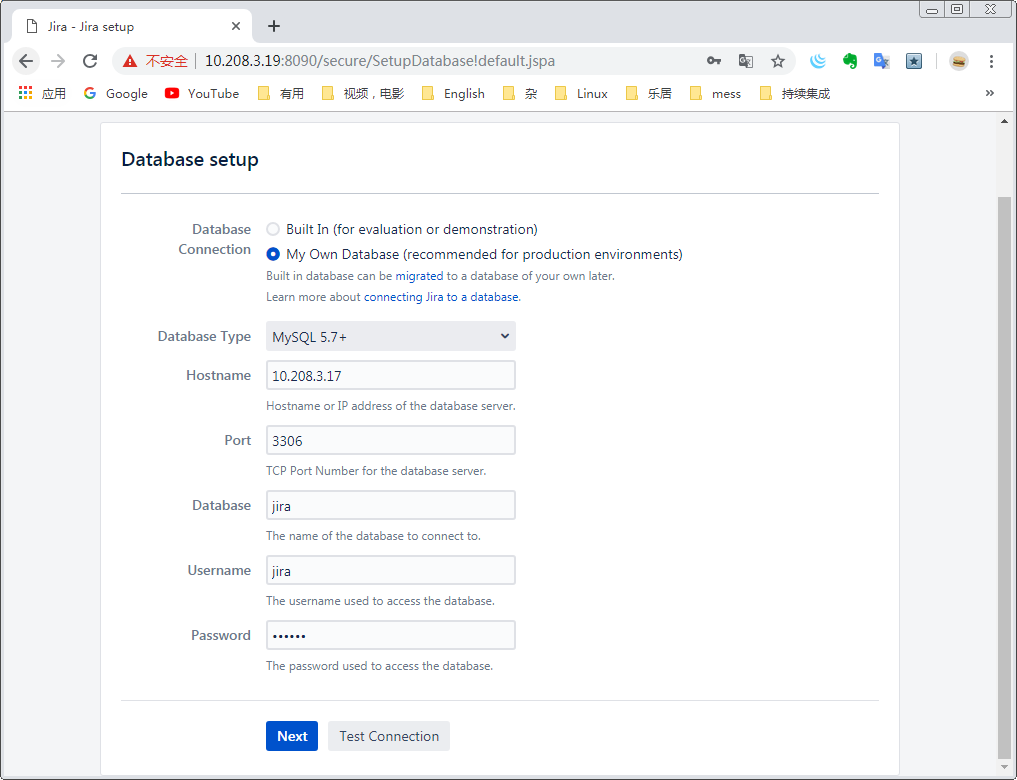 Jira - Jira setup
不安全 10.208.3.19:8090/secure/SetupDatabase!default.jspa
应用 Google YouTube 有用 视频，电影 English 杂 Linux 乐居 mess 持续集成 »
Database setup
Database Connection
Built In (for evaluation or demonstration)
My Own Database (recommended for production environments)
Built in database can be migrated to a database of your own later.
Learn more about connecting Jira to a database.
Database Type MySQL 5.7+
Hostname 10.208.3.17
Hostname or IP address of the database server.
Port 3306
TCP Port Number for the database server.
Database jira
The name of the database to connect to.
Username jira
The username used to access the database.
Password ••••••
The password used to access the database.
Next Test Connection